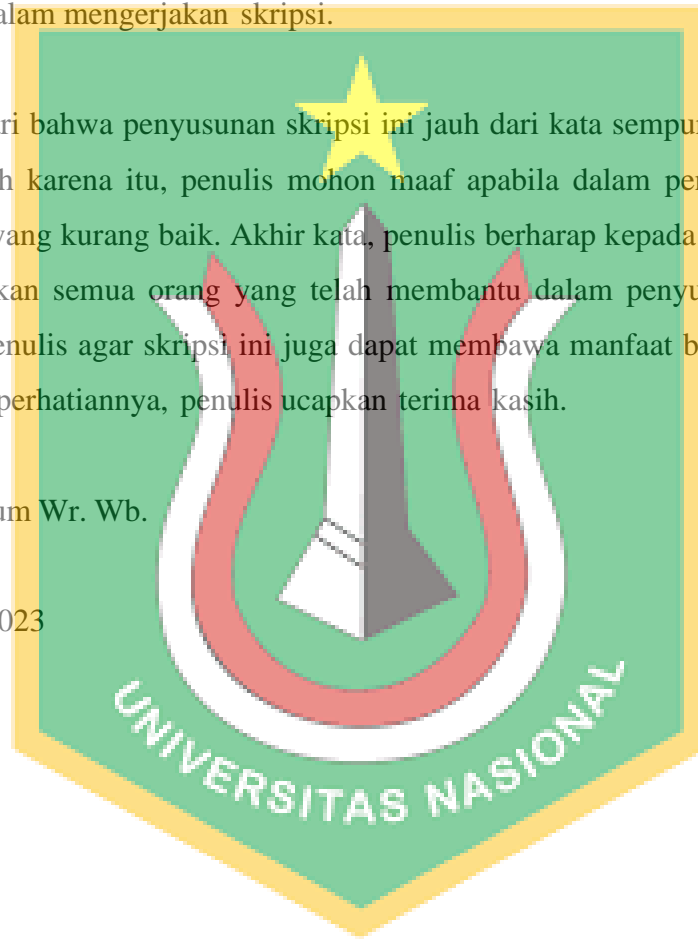 alam mengerjakan skripsi.
ri bahwa penyusunan skripsi ini jauh dari kata sempu
h karena itu, penulis mohon maaf apabila dalam pe
yang kurang baik. Akhir kata, penulis berharap kepada
kan semua orang yang telah membantu dalam penyu
enulis agar skripsi ini juga dapat membawa manfaat b
perhatiannya, penulis ucapkan terima kasih.
um Wr. Wb.
023
UNIVERSITAS NASIONAL